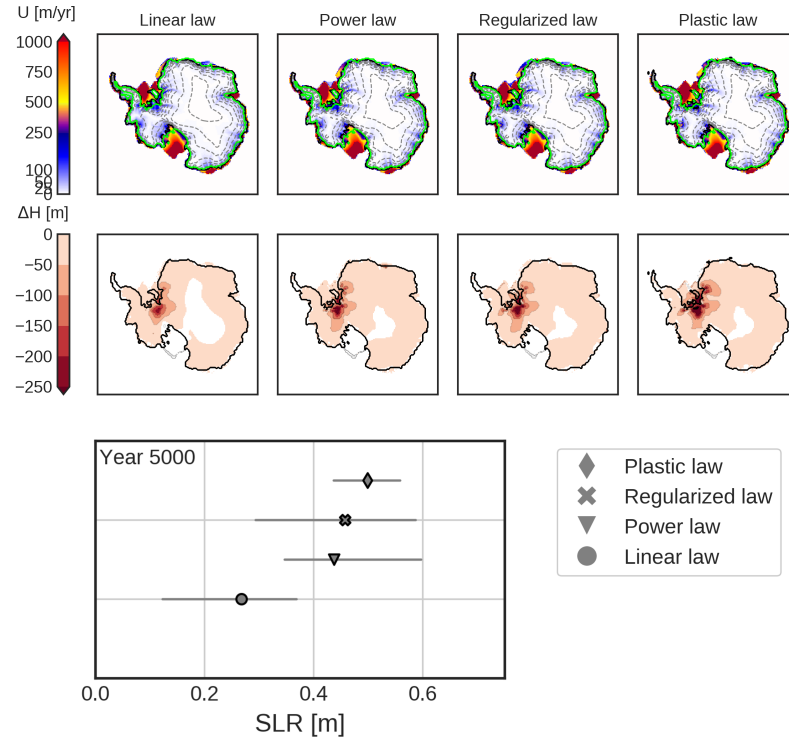 U [m/yr]
Linear law
Power law
Regularized law
Plastic law
1000
750
500
250
100
50
25
0
ΔH [m]
0
−50
−100
−150
−200
−250
Year 5000
Plastic law
Regularized law
Power law
Linear law
0.0 0.2 0.4 0.6
SLR [m]